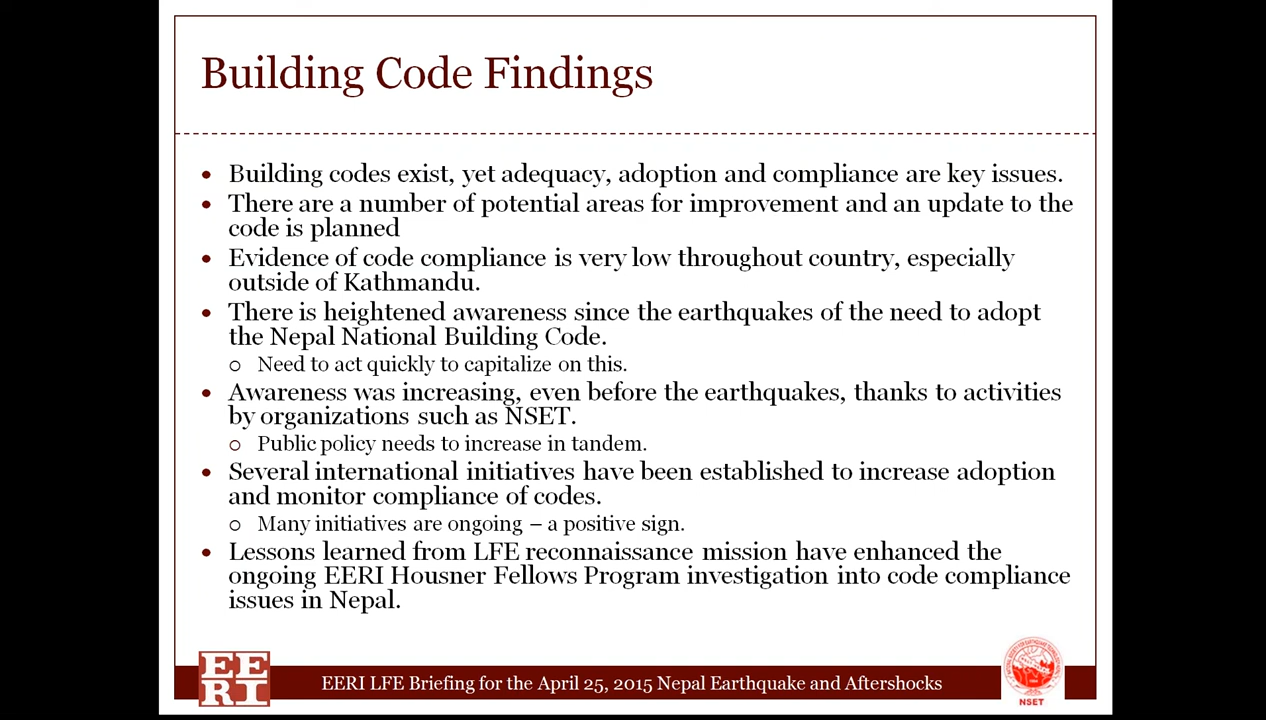 Building Code Findings
• Building codes exist, yet adequacy, adoption and compliance are key issues.
• There are a number of potential areas for improvement and an update to the
code is planned
• Evidence of code compliance is very low throughout country, especially
outside of Kathmandu.
• There is heightened awareness since the earthquakes of the need to adopt
the Nepal National Building Code.
○ Need to act quickly to capitalize on this.
• Awareness was increasing, even before the earthquakes, thanks to activities
by organizations such as NSET.
○ Public policy needs to increase in tandem.
• Several international initiatives have been established to increase adoption
and monitor compliance of codes.
○ Many initiatives are ongoing – a positive sign.
• Lessons learned from LFE reconnaissance mission have enhanced the
ongoing EERI Housner Fellows Program investigation into code compliance
issues in Nepal.
EE
RI
EERI LFE Briefing for the April 25, 2015 Nepal Earthquake and Aftershocks
NSET